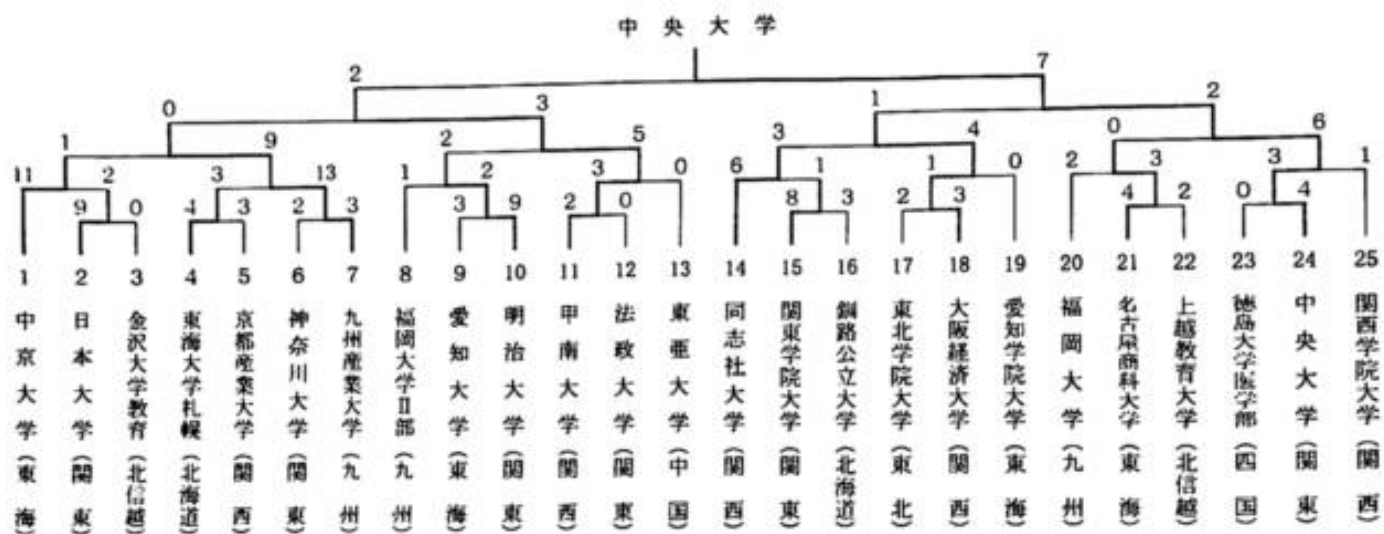 中央大学
2 7
0 3 1 2
1 9 2 5 3 4 0 6
11 2 3 13 1 2 3 0 6 1 1 0 2 3 3 1
9 0 4 3 2 3 3 9 2 0 8 3 2 3 4 2 0 4
1 2 3 4 5 6 7 8 9 10 11 12 13 14 15 16 17 18 19 20 21 22 23 24 25
中京大学(東海)
日本大学(関東)
金沢大学教育(北信越)
東海大学札幌(北海道)
京都産業大学(関西)
神奈川大学(関東)
九州産業大学(九州)
福岡大学II部(九州)
愛知大学(東海)
明治大学(関東)
甲南大学(関西)
法政大学(関東)
東亜大学(中国)
同志社大学(関西)
関東学院大学(関東)
釧路公立大学(北海道)
東北学院大学(東北)
大阪経済大学(関西)
愛知学院大学(東海)
福岡大学(九州)
名古屋商科大学(東海)
上越教育大学(北信越)
徳島大学医学部(四国)
中央大学(関東)
関西学院大学(関西)